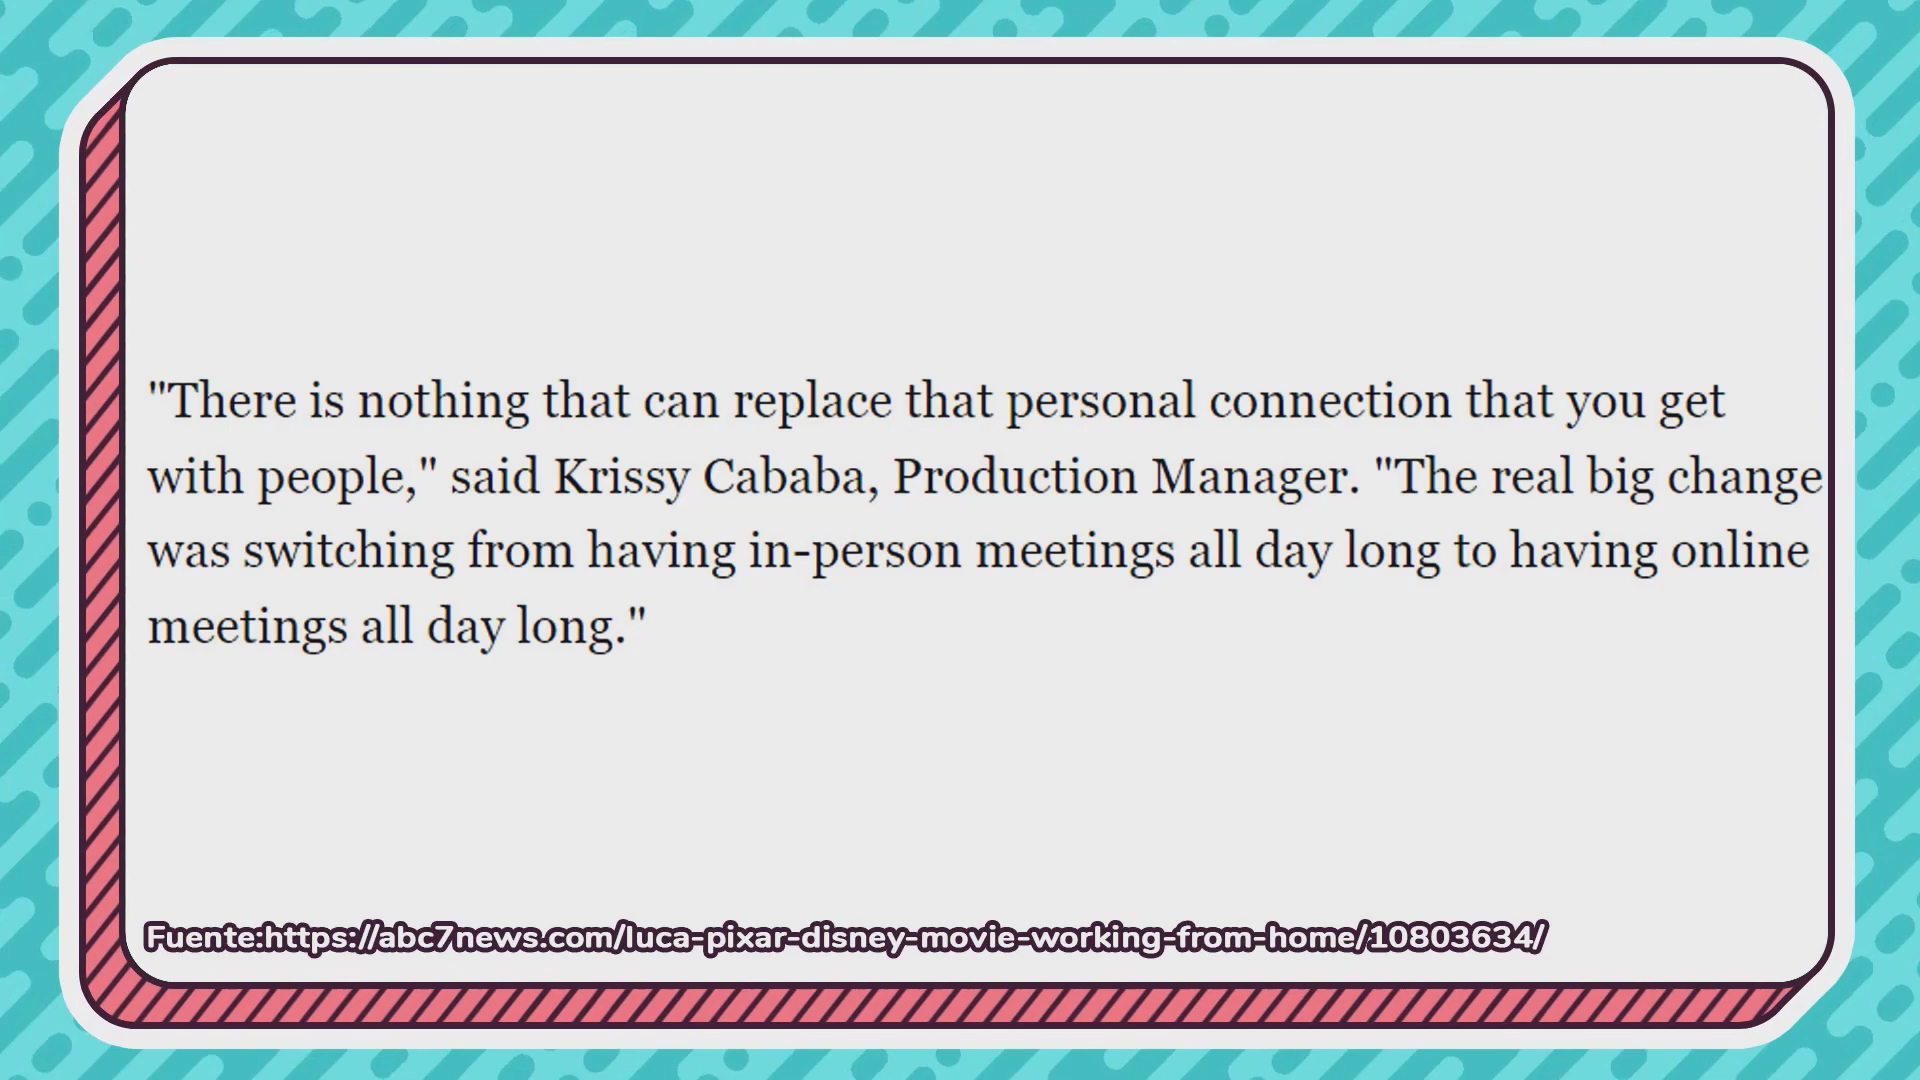 "There is nothing that can replace that personal connection that you get
with people," said Krissy Cababa, Production Manager. "The real big change
was switching from having in-person meetings all day long to having online
meetings all day long."
Fuente:https://abc7news.com/luca-pixar-disney-movie-working-from-home/10803634/